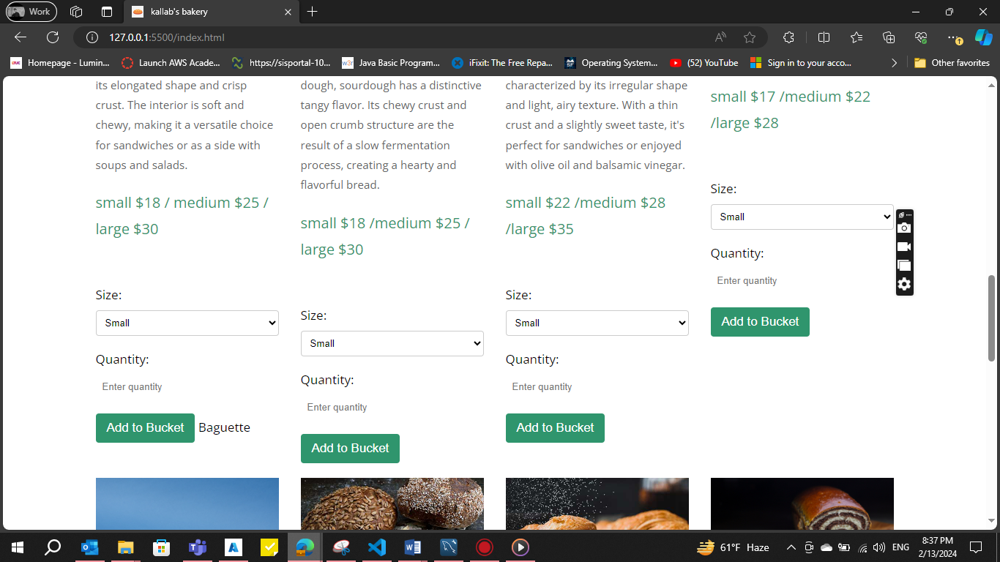 Work
kallab's bakery
127.0.0.1:5500/index.html
Homepage - Lumin...
Launch AWS Acade...
https://sisportal-10...
Java Basic Program...
iFixit: The Free Repa...
Operating System...
(52) YouTube
Sign in to your acco...
Other favorites
its elongated shape and crisp
crust. The interior is soft and
chewy, making it a versatile choice
for sandwiches or as a side with
soups and salads.
small $18 / medium $25 /
large $30
Size:
Small
Quantity:
Enter quantity
Add to Bucket Baguette
dough, sourdough has a distinctive
tangy flavor. Its chewy crust and
open crumb structure are the
result of a slow fermentation
process, creating a hearty and
flavorful bread.
small $18 /medium $25 /
large $30
Size:
Small
Quantity:
Enter quantity
Add to Bucket
characterized by its irregular shape
and light, airy texture. With a thin
crust and a slightly sweet taste, it's
perfect for sandwiches or enjoyed
with olive oil and balsamic vinegar.
small $22 /medium $28
/large $35
Size:
Small
Quantity:
Enter quantity
Add to Bucket
small $17 /medium $22
/large $28
Size:
Small
Quantity:
Enter quantity
Add to Bucket
61°F Haze
ENG
8:37 PM
2/13/2024